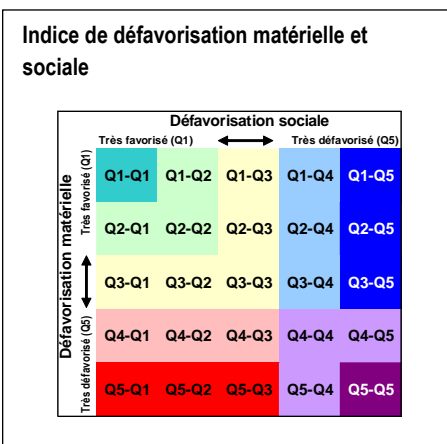 Indice de défavorisation matérielle et
sociale
Défavorisation sociale
Très favorisé (Q1) Très défavorisé (Q5)
Défavorisation matérielle
Très favorisé (Q1)
Très défavorisé (Q5)
Q1-Q1 Q1-Q2 Q1-Q3 Q1-Q4 Q1-Q5
Q2-Q1 Q2-Q2 Q2-Q3 Q2-Q4 Q2-Q5
Q3-Q1 Q3-Q2 Q3-Q3 Q3-Q4 Q3-Q5
Q4-Q1 Q4-Q2 Q4-Q3 Q4-Q4 Q4-Q5
Q5-Q1 Q5-Q2 Q5-Q3 Q5-Q4 Q5-Q5